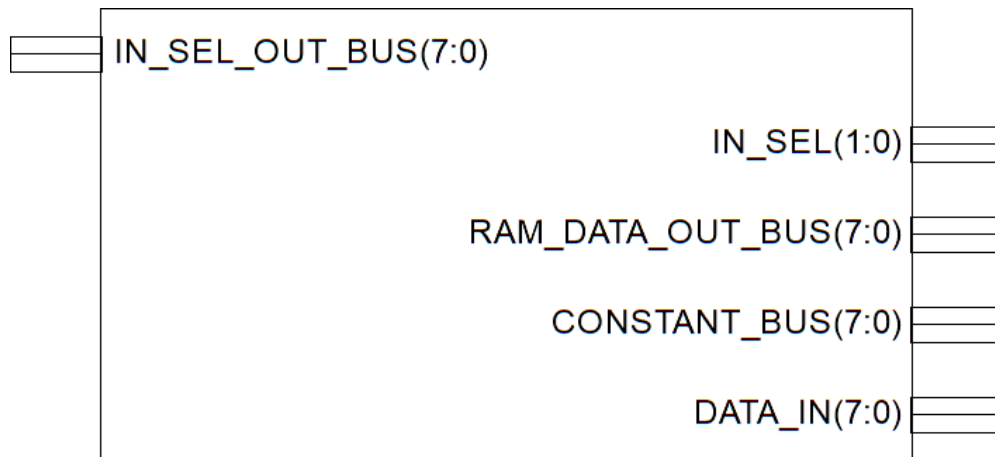 IN_SEL_OUT_BUS(7:0)
IN_SEL(1:0)
RAM_DATA_OUT_BUS(7:0)
CONSTANT_BUS(7:0)
DATA_IN(7:0)